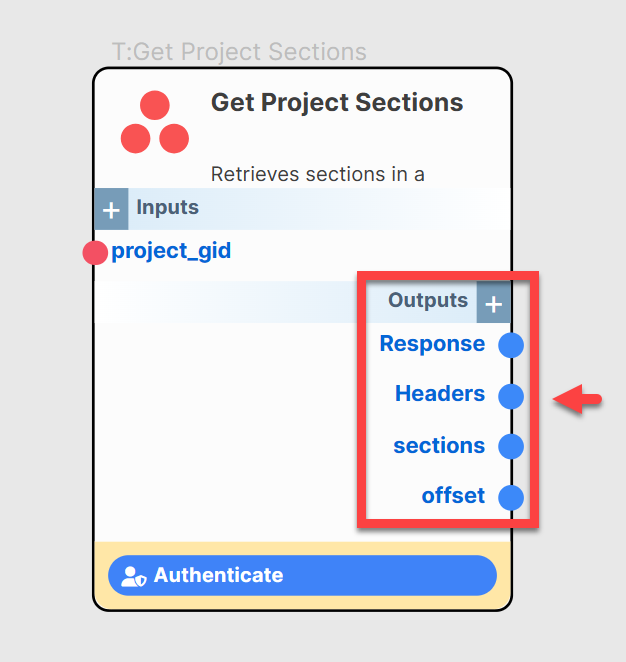 T:Get Project Sections
Get Project Sections
Retrieves sections in a
+ Inputs
project_gid
Outputs +
Response
Headers
sections
offset
Authenticate